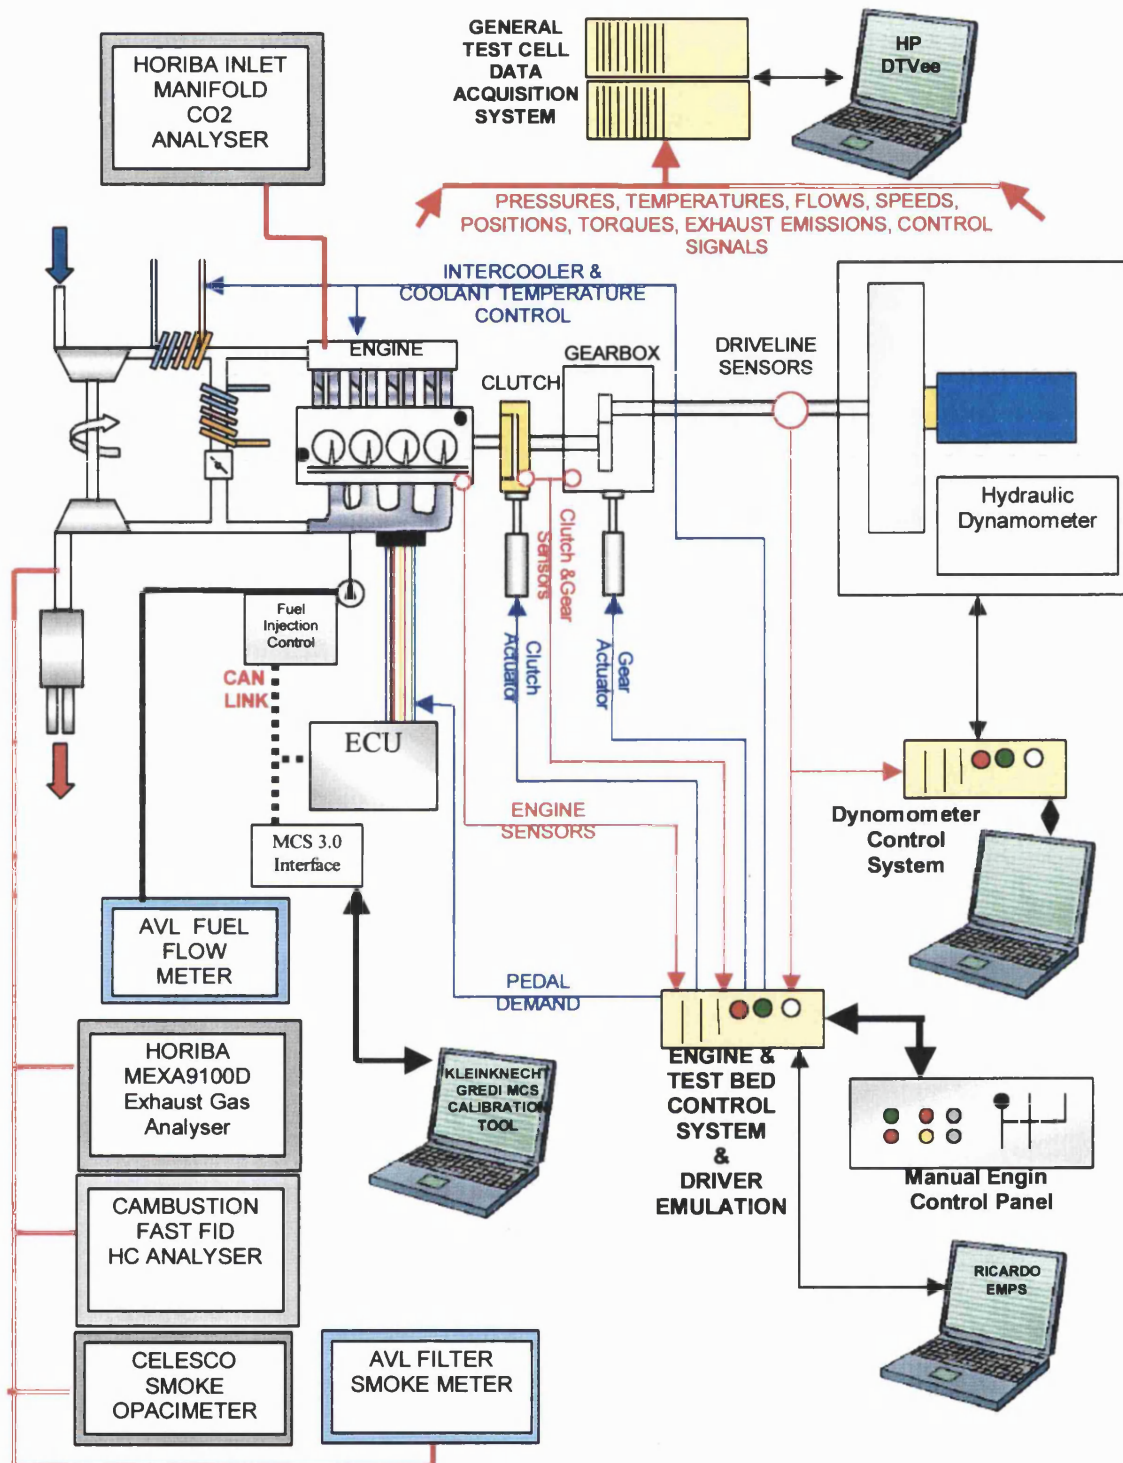 GENERAL
TEST CELL
DATA
ACQUISITION
SYSTEM
HP
DTVee
HORIBA INLET
MANIFOLD
CO2
ANALYSER
PRESSURES, TEMPERATURES, FLOWS, SPEEDS,
POSITIONS, TORQUES, EXHAUST EMISSIONS, CONTROL
SIGNALS
INTERCOOLER &
COOLANT TEMPERATURE
CONTROL
ENGINE
CLUTCH
GEARBOX
DRIVELINE
SENSORS
Hydraulic
Dynamometer
Clutch &Gear
Sensors
Clutch
Actuator
Gear
Actuator
Fuel
Injection
Control
CAN
LINK
ECU
MCS 3.0
Interface
ENGINE
SENSORS
Dynomometer
Control
System
AVL FUEL
FLOW
METER
PEDAL
DEMAND
HORIBA
MEXA9100D
Exhaust Gas
Analyser
KLEINKNECHT
GREDI MCS
CALIBRATION
TOOL
ENGINE &
TEST BED
CONTROL
SYSTEM
&
DRIVER
EMULATION
Manual Engin
Control Panel
CAMBUSTION
FAST FID
HC ANALYSER
RICARDO
EMPS
CELESCO
SMOKE
OPACIMETER
AVL FILTER
SMOKE METER